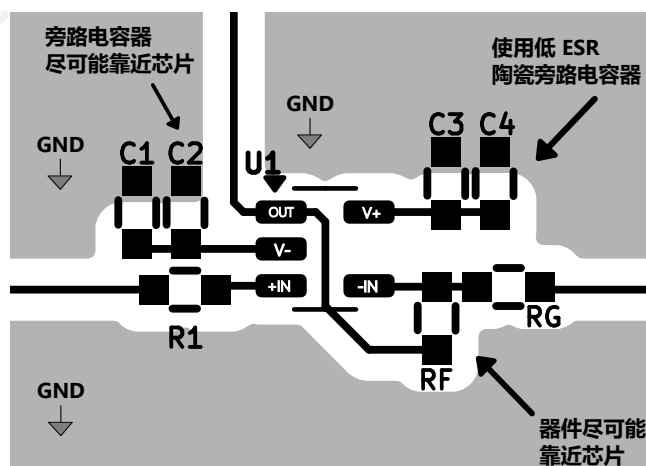 旁路电容器
尽可能靠近芯片
使用低 ESR
陶瓷旁路电容器
GND
GND
C1
C2
U1
C3
C4
OUT
V+
V-
+IN
-IN
R1
RG
RF
GND
器件尽可能
靠近芯片